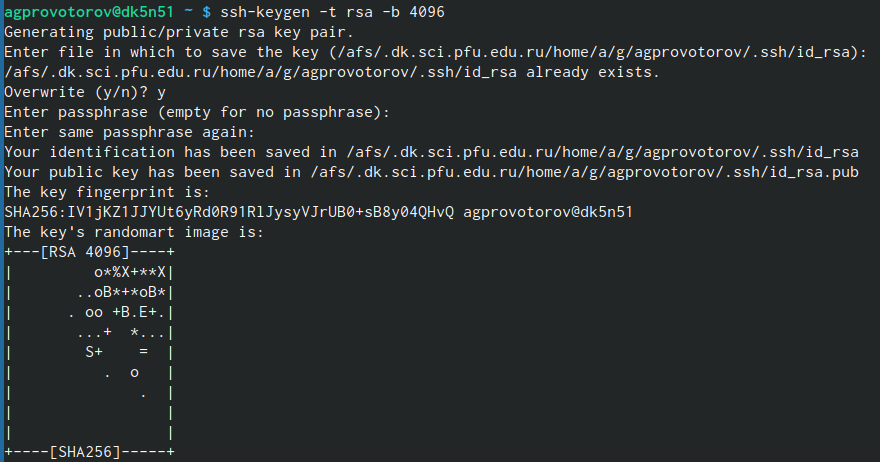 agprovotorov@dk5n51 ~ $ ssh-keygen -t rsa -b 4096
Generating public/private rsa key pair.
Enter file in which to save the key (/afs/.dk.sci.pfu.edu.ru/home/a/g/agprovotorov/.ssh/id_rsa):
/afs/.dk.sci.pfu.edu.ru/home/a/g/agprovotorov/.ssh/id_rsa already exists.
Overwrite (y/n)? y
Enter passphrase (empty for no passphrase):
Enter same passphrase again:
Your identification has been saved in /afs/.dk.sci.pfu.edu.ru/home/a/g/agprovotorov/.ssh/id_rsa
Your public key has been saved in /afs/.dk.sci.pfu.edu.ru/home/a/g/agprovotorov/.ssh/id_rsa.pub
The key fingerprint is:
SHA256:IV1jKZ1JJYUt6yRd0R91RlJysyVJrUB0+sB8y04QHvQ agprovotorov@dk5n51
The key's randomart image is:
+---[RSA 4096]----+
|         o*%X+**X|
|       ..oB*+*oB*|
|      . oo +B.E+.|
|       ...+  *...|
|        S+    =  |
|          .  o   |
|              .  |
|                 |
|                 |
+----[SHA256]-----+